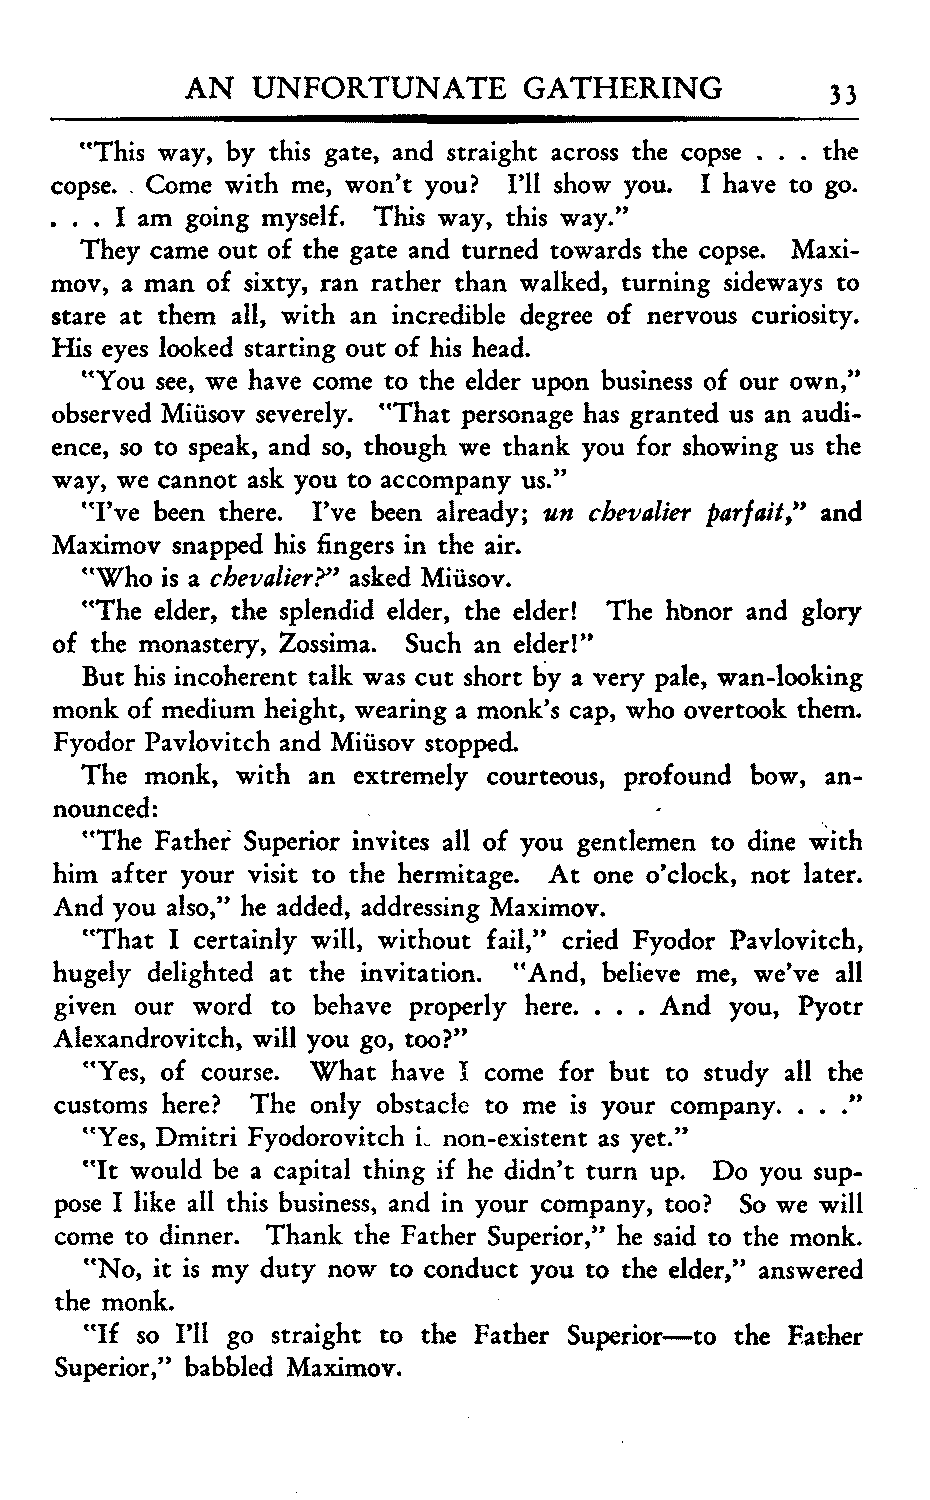 AN UNFORTUNATE GATHERING 33
"This way, by this gate, and straight across the copse . . . the
copse. Come with me, won't you? I'll show you. I have to go.
. . . I am going myself. This way, this way."
They came out of the gate and turned towards the copse. Maxi-
mov, a man of sixty, ran rather than walked, turning sideways to
stare at them all, with an incredible degree of nervous curiosity.
His eyes looked starting out of his head.
"You see, we have come to the elder upon business of our own,"
observed Miüsov severely. "That personage has granted us an audi-
ence, so to speak, and so, though we thank you for showing us the
way, we cannot ask you to accompany us."
"I've been there. I've been already; un chevalier parfait," and
Maximov snapped his fingers in the air.
"Who is a chevalier?" asked Miüsov.
"The elder, the splendid elder, the elder! The honor and glory
of the monastery, Zossima. Such an elder!"
But his incoherent talk was cut short by a very pale, wan-looking
monk of medium height, wearing a monk's cap, who overtook them.
Fyodor Pavlovitch and Miüsov stopped.
The monk, with an extremely courteous, profound bow, an-
nounced:
"The Father Superior invites all of you gentlemen to dine with
him after your visit to the hermitage. At one o'clock, not later.
And you also," he added, addressing Maximov.
"That I certainly will, without fail," cried Fyodor Pavlovitch,
hugely delighted at the invitation. "And, believe me, we've all
given our word to behave properly here. . . . And you, Pyotr
Alexandrovitch, will you go, too?"
"Yes, of course. What have I come for but to study all the
customs here? The only obstacle to me is your company. . . ."
"Yes, Dmitri Fyodorovitch is non-existent as yet."
"It would be a capital thing if he didn't turn up. Do you sup-
pose I like all this business, and in your company, too? So we will
come to dinner. Thank the Father Superior," he said to the monk.
"No, it is my duty now to conduct you to the elder," answered
the monk.
"If so I'll go straight to the Father Superior—to the Father
Superior," babbled Maximov.